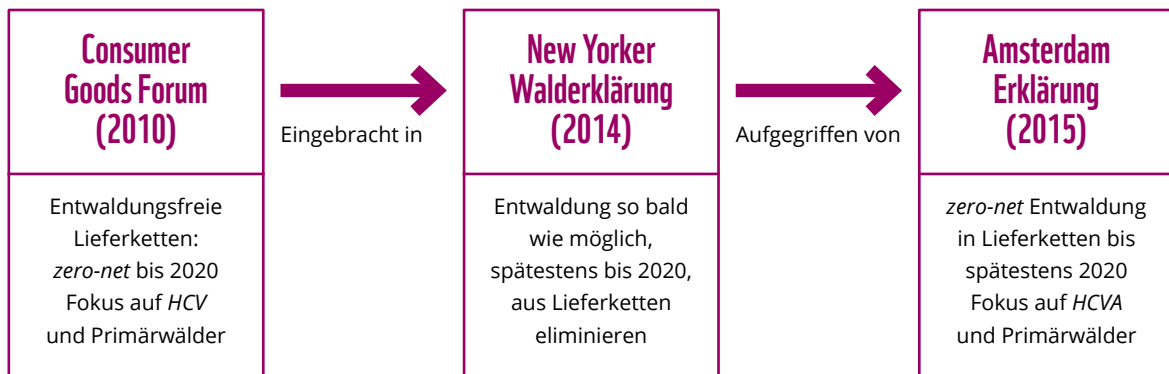 Consumer
Goods Forum
(2010)
Eingebracht in
New Yorker
Walderklärung
(2014)
Aufgegriffen von
Amsterdam
Erklärung
(2015)
Entwaldungsfreie
Lieferketten:
zero-net bis 2020
Fokus auf HCV
und Primärwälder
Entwaldung so bald
wie möglich,
spätestens bis 2020,
aus Lieferketten
eliminieren
zero-net Entwaldung
in Lieferketten bis
spätestens 2020
Fokus auf HCVA
und Primärwälder